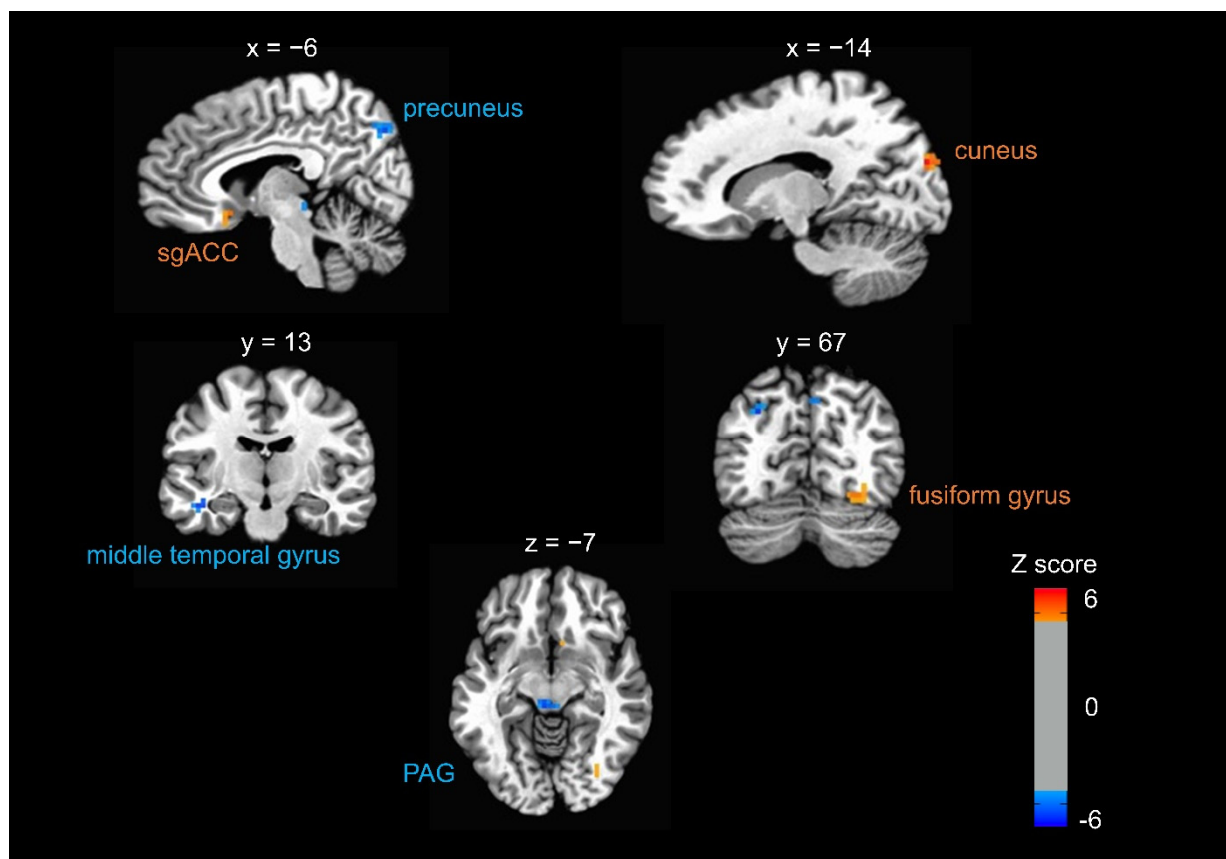 x = −6
x = −14
precuneus
cuneus
sgACC
y = 13
y = 67
fusiform gyrus
middle temporal gyrus
z = −7
Z score
6
0
PAG
-6